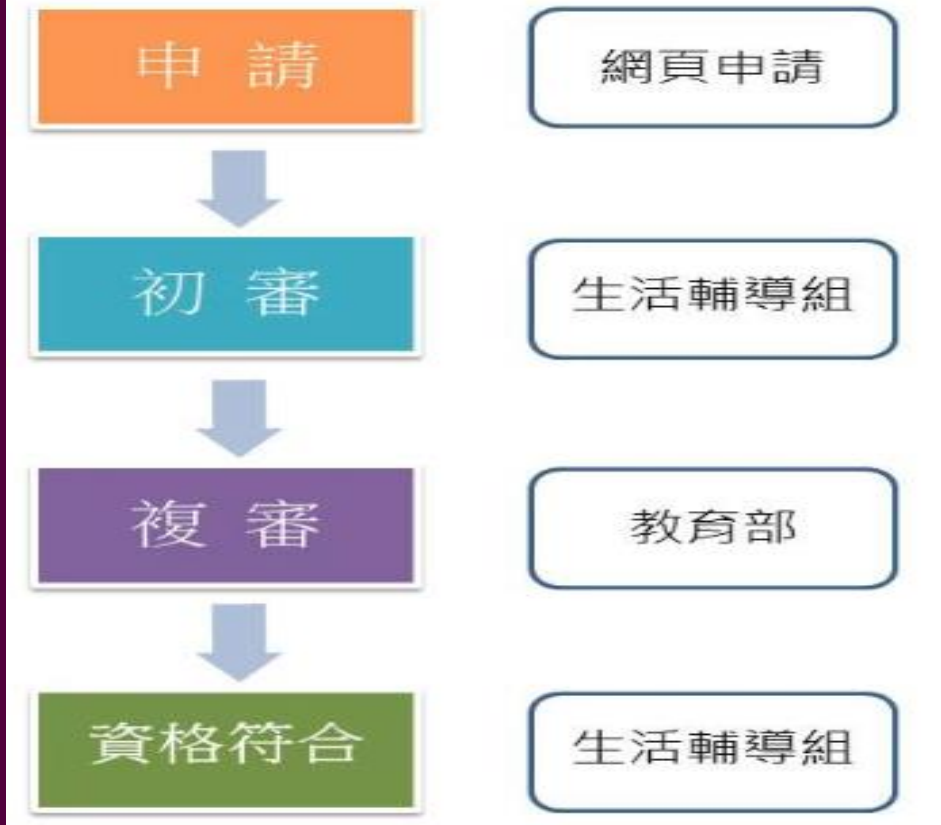 申 請
網頁申請
初 審
生活輔導組
複 審
教育部
資格符合
生活輔導組